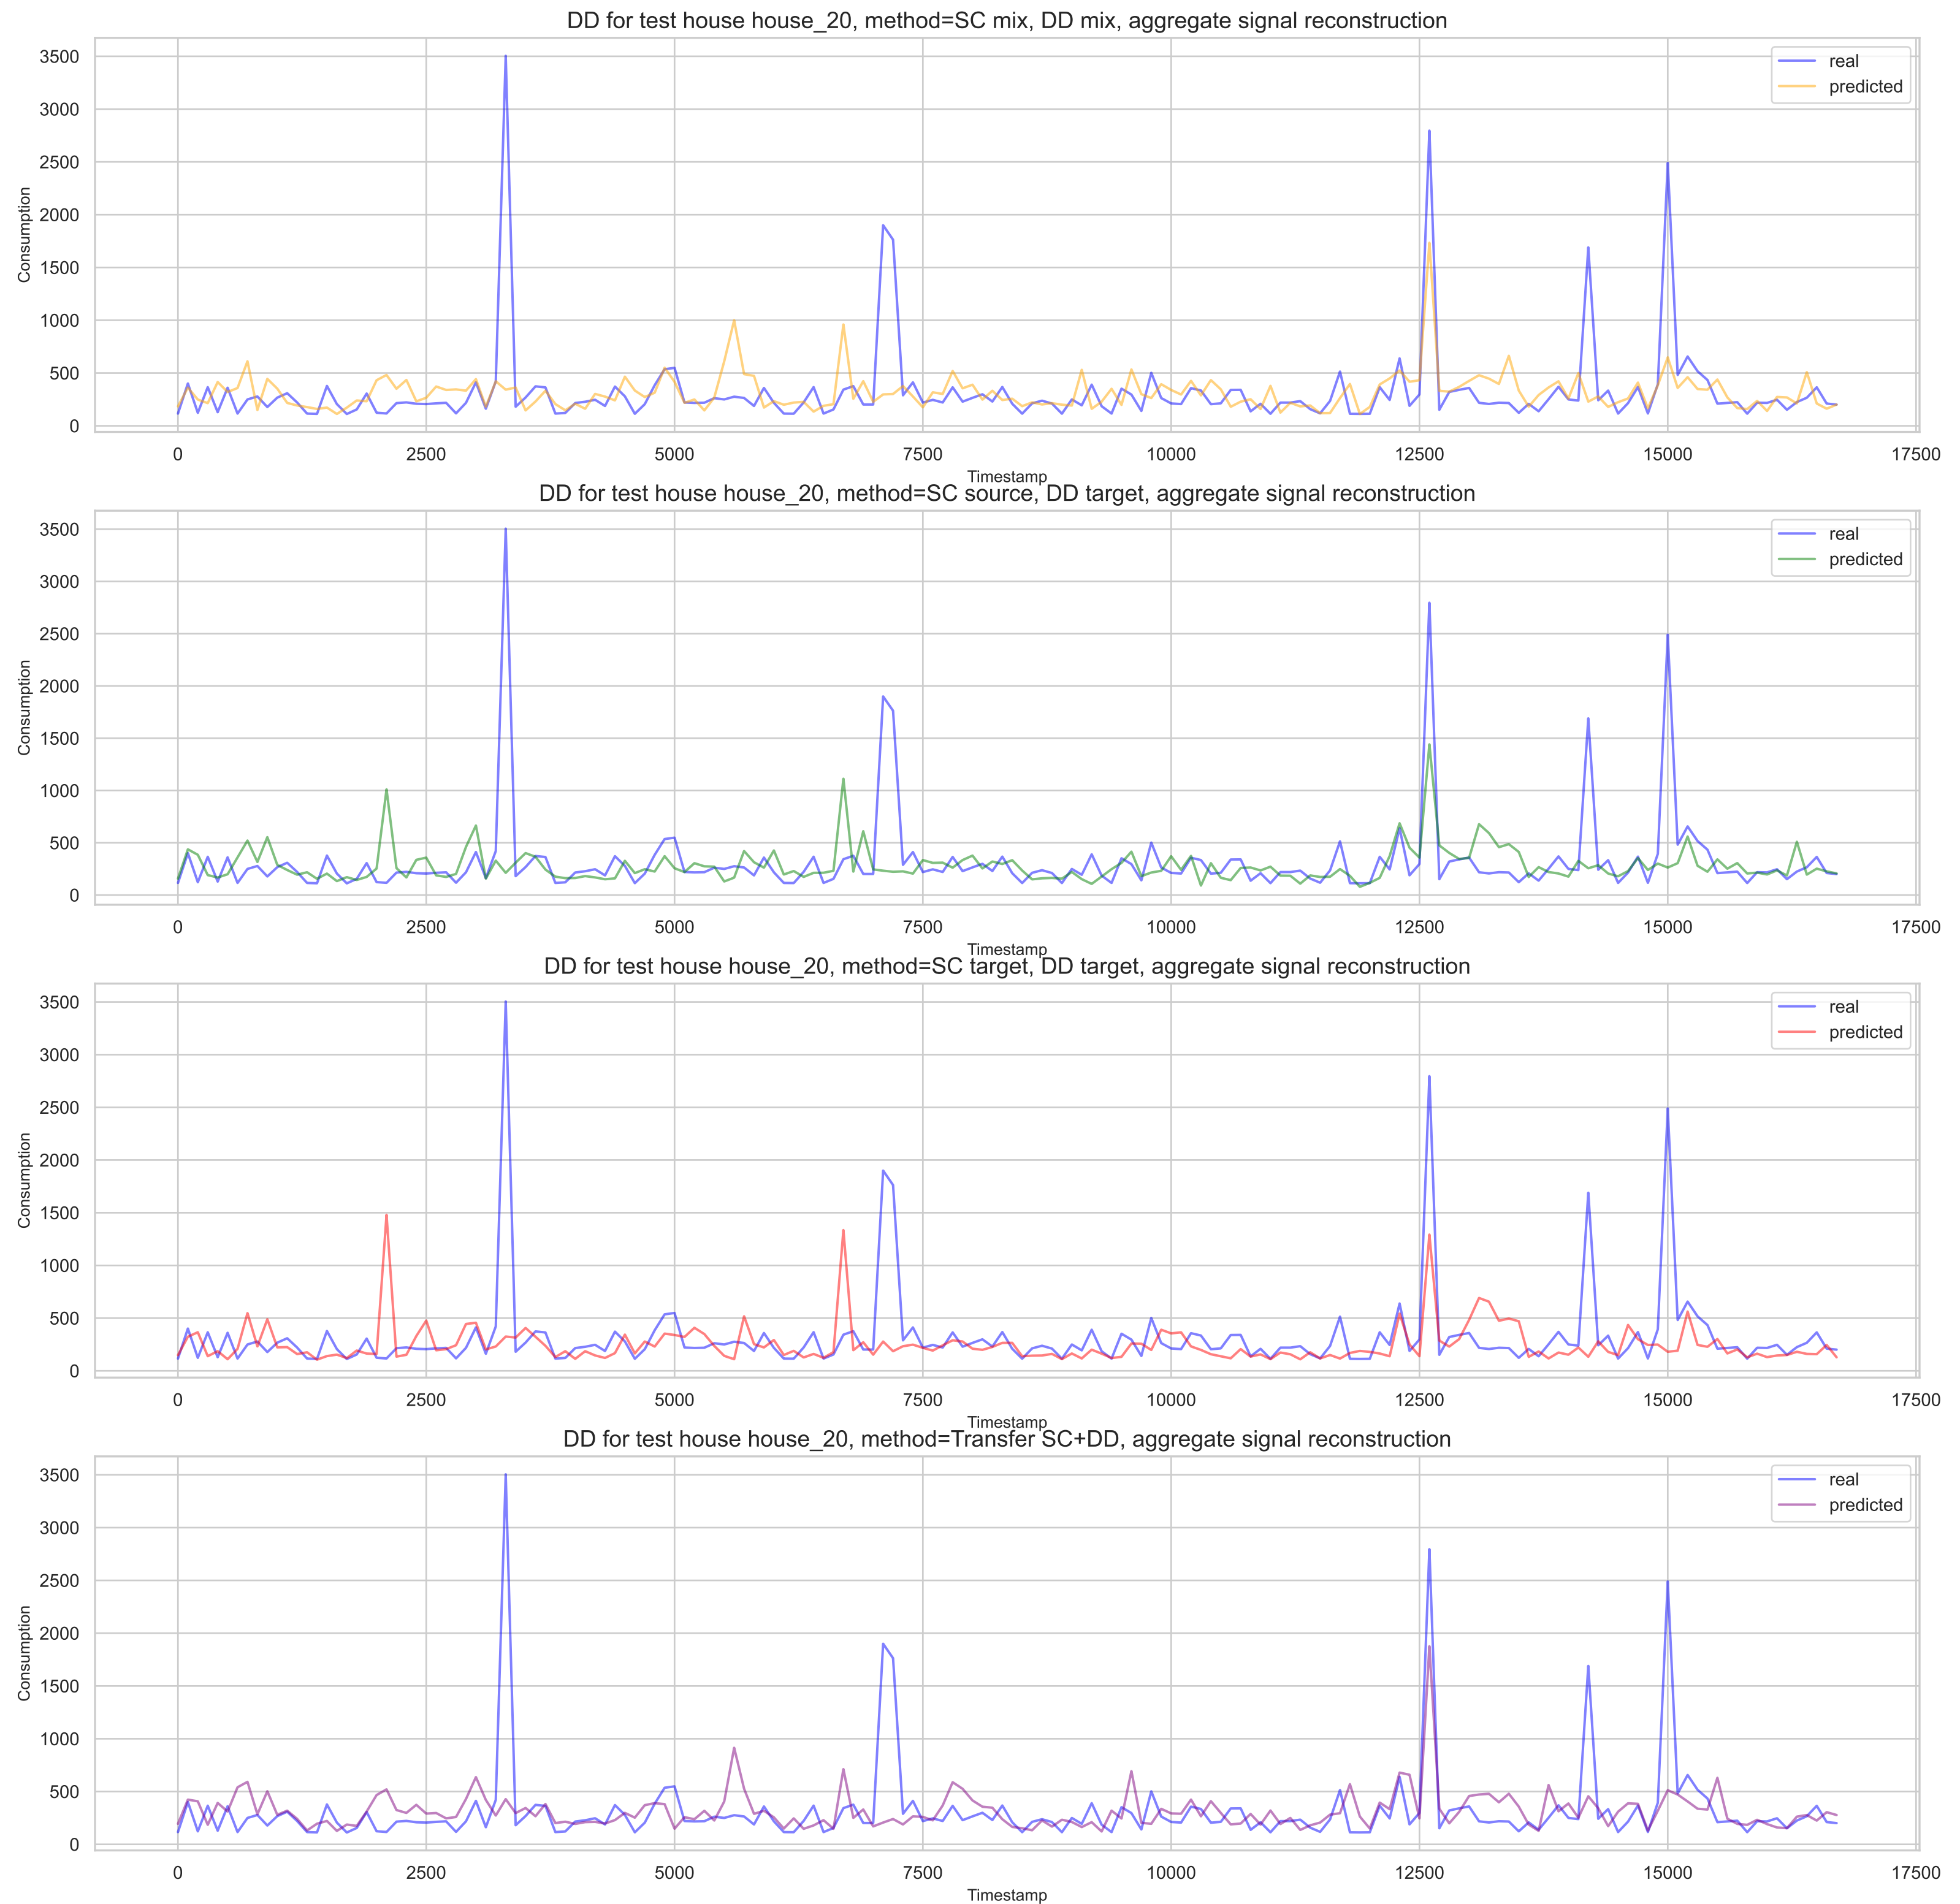 DD for test house house_20, method=SC mix, DD mix, aggregate signal reconstruction
3500
3000
2500
2000
1500
1000
500
0
Consumption
real
predicted
0 2500 5000 7500 10000 12500 15000 17500
Timestamp
DD for test house house_20, method=SC source, DD target, aggregate signal reconstruction
3500
3000
2500
2000
1500
1000
500
0
Consumption
real
predicted
0 2500 5000 7500 10000 12500 15000 17500
Timestamp
DD for test house house_20, method=SC target, DD target, aggregate signal reconstruction
3500
3000
2500
2000
1500
1000
500
0
Consumption
real
predicted
0 2500 5000 7500 10000 12500 15000 17500
Timestamp
DD for test house house_20, method=Transfer SC+DD, aggregate signal reconstruction
3500
3000
2500
2000
1500
1000
500
0
Consumption
real
predicted
0 2500 5000 7500 10000 12500 15000 17500
Timestamp